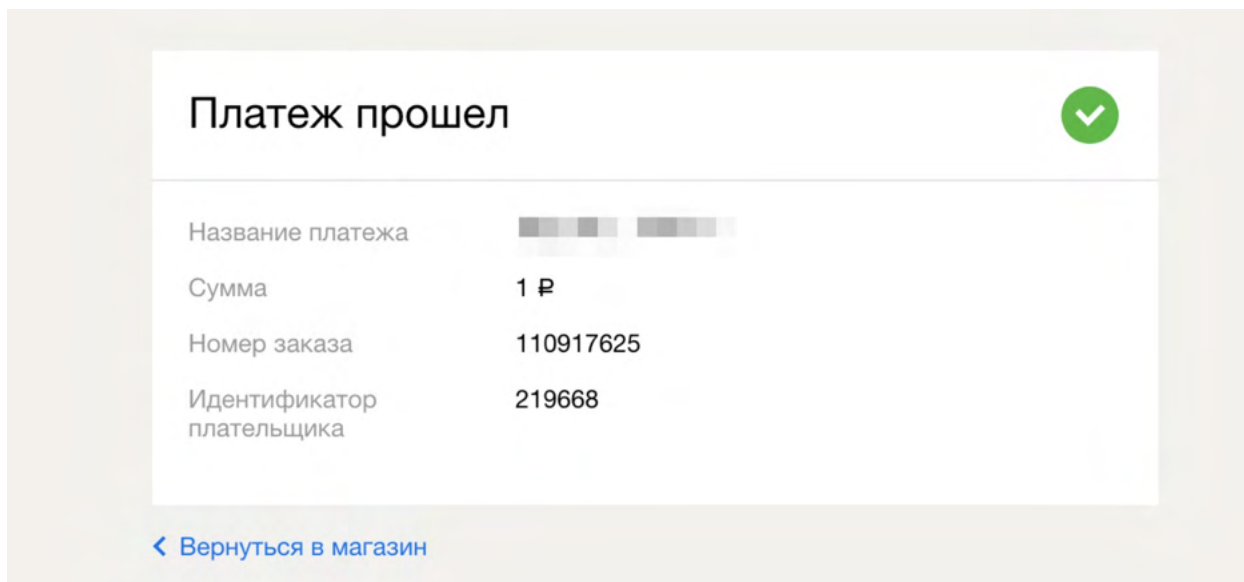 Платеж прошел
Название платежа
Сумма 1 ₽
Номер заказа 110917625
Идентификатор 219668
плательщика
Вернуться в магазин